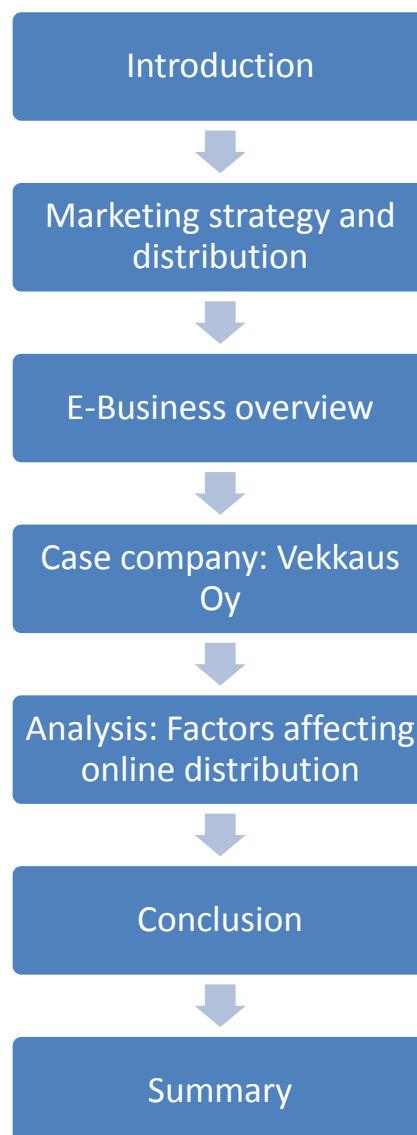 Introduction
Marketing strategy and
distribution
E-Business overview
Case company: Vekkaus
Oy
Analysis: Factors affecting
online distribution
Conclusion
Summary